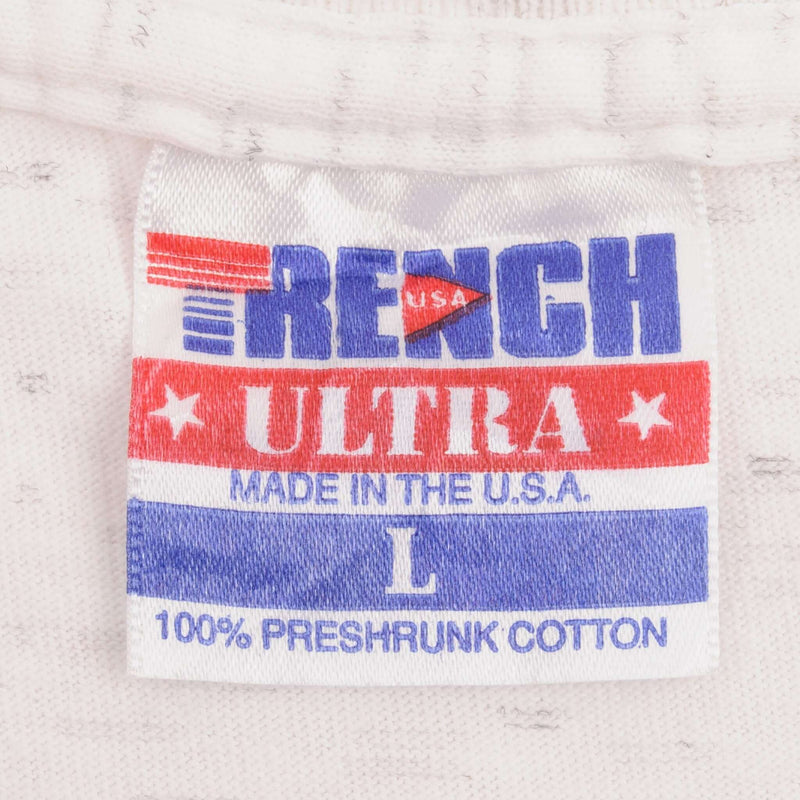 TRENCH
USA
ULTRA
MADE IN THE U.S.A.
L
100% PRESHRUNK COTTON